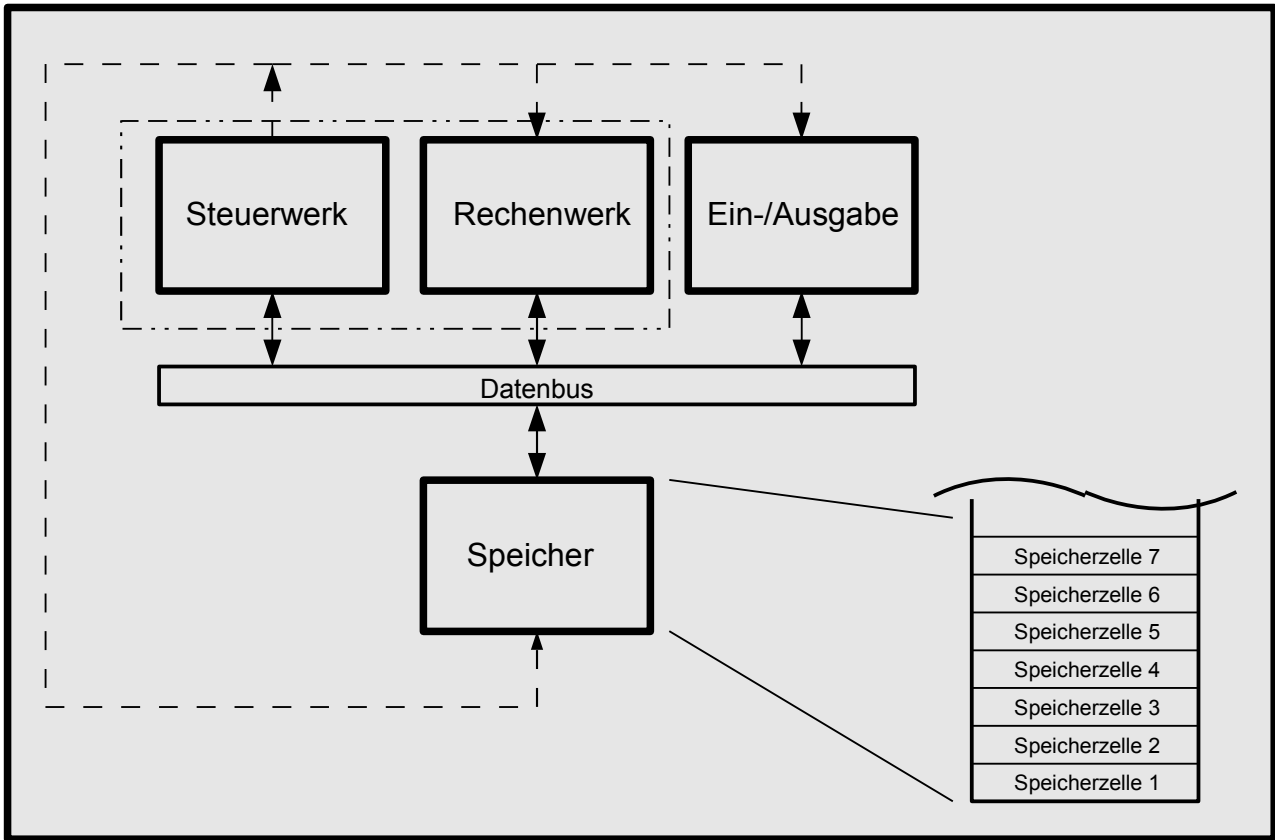 Steuerwerk
Rechenwerk
Ein-/Ausgabe
Datenbus
Speicher
Speicherzelle 7
Speicherzelle 6
Speicherzelle 5
Speicherzelle 4
Speicherzelle 3
Speicherzelle 2
Speicherzelle 1